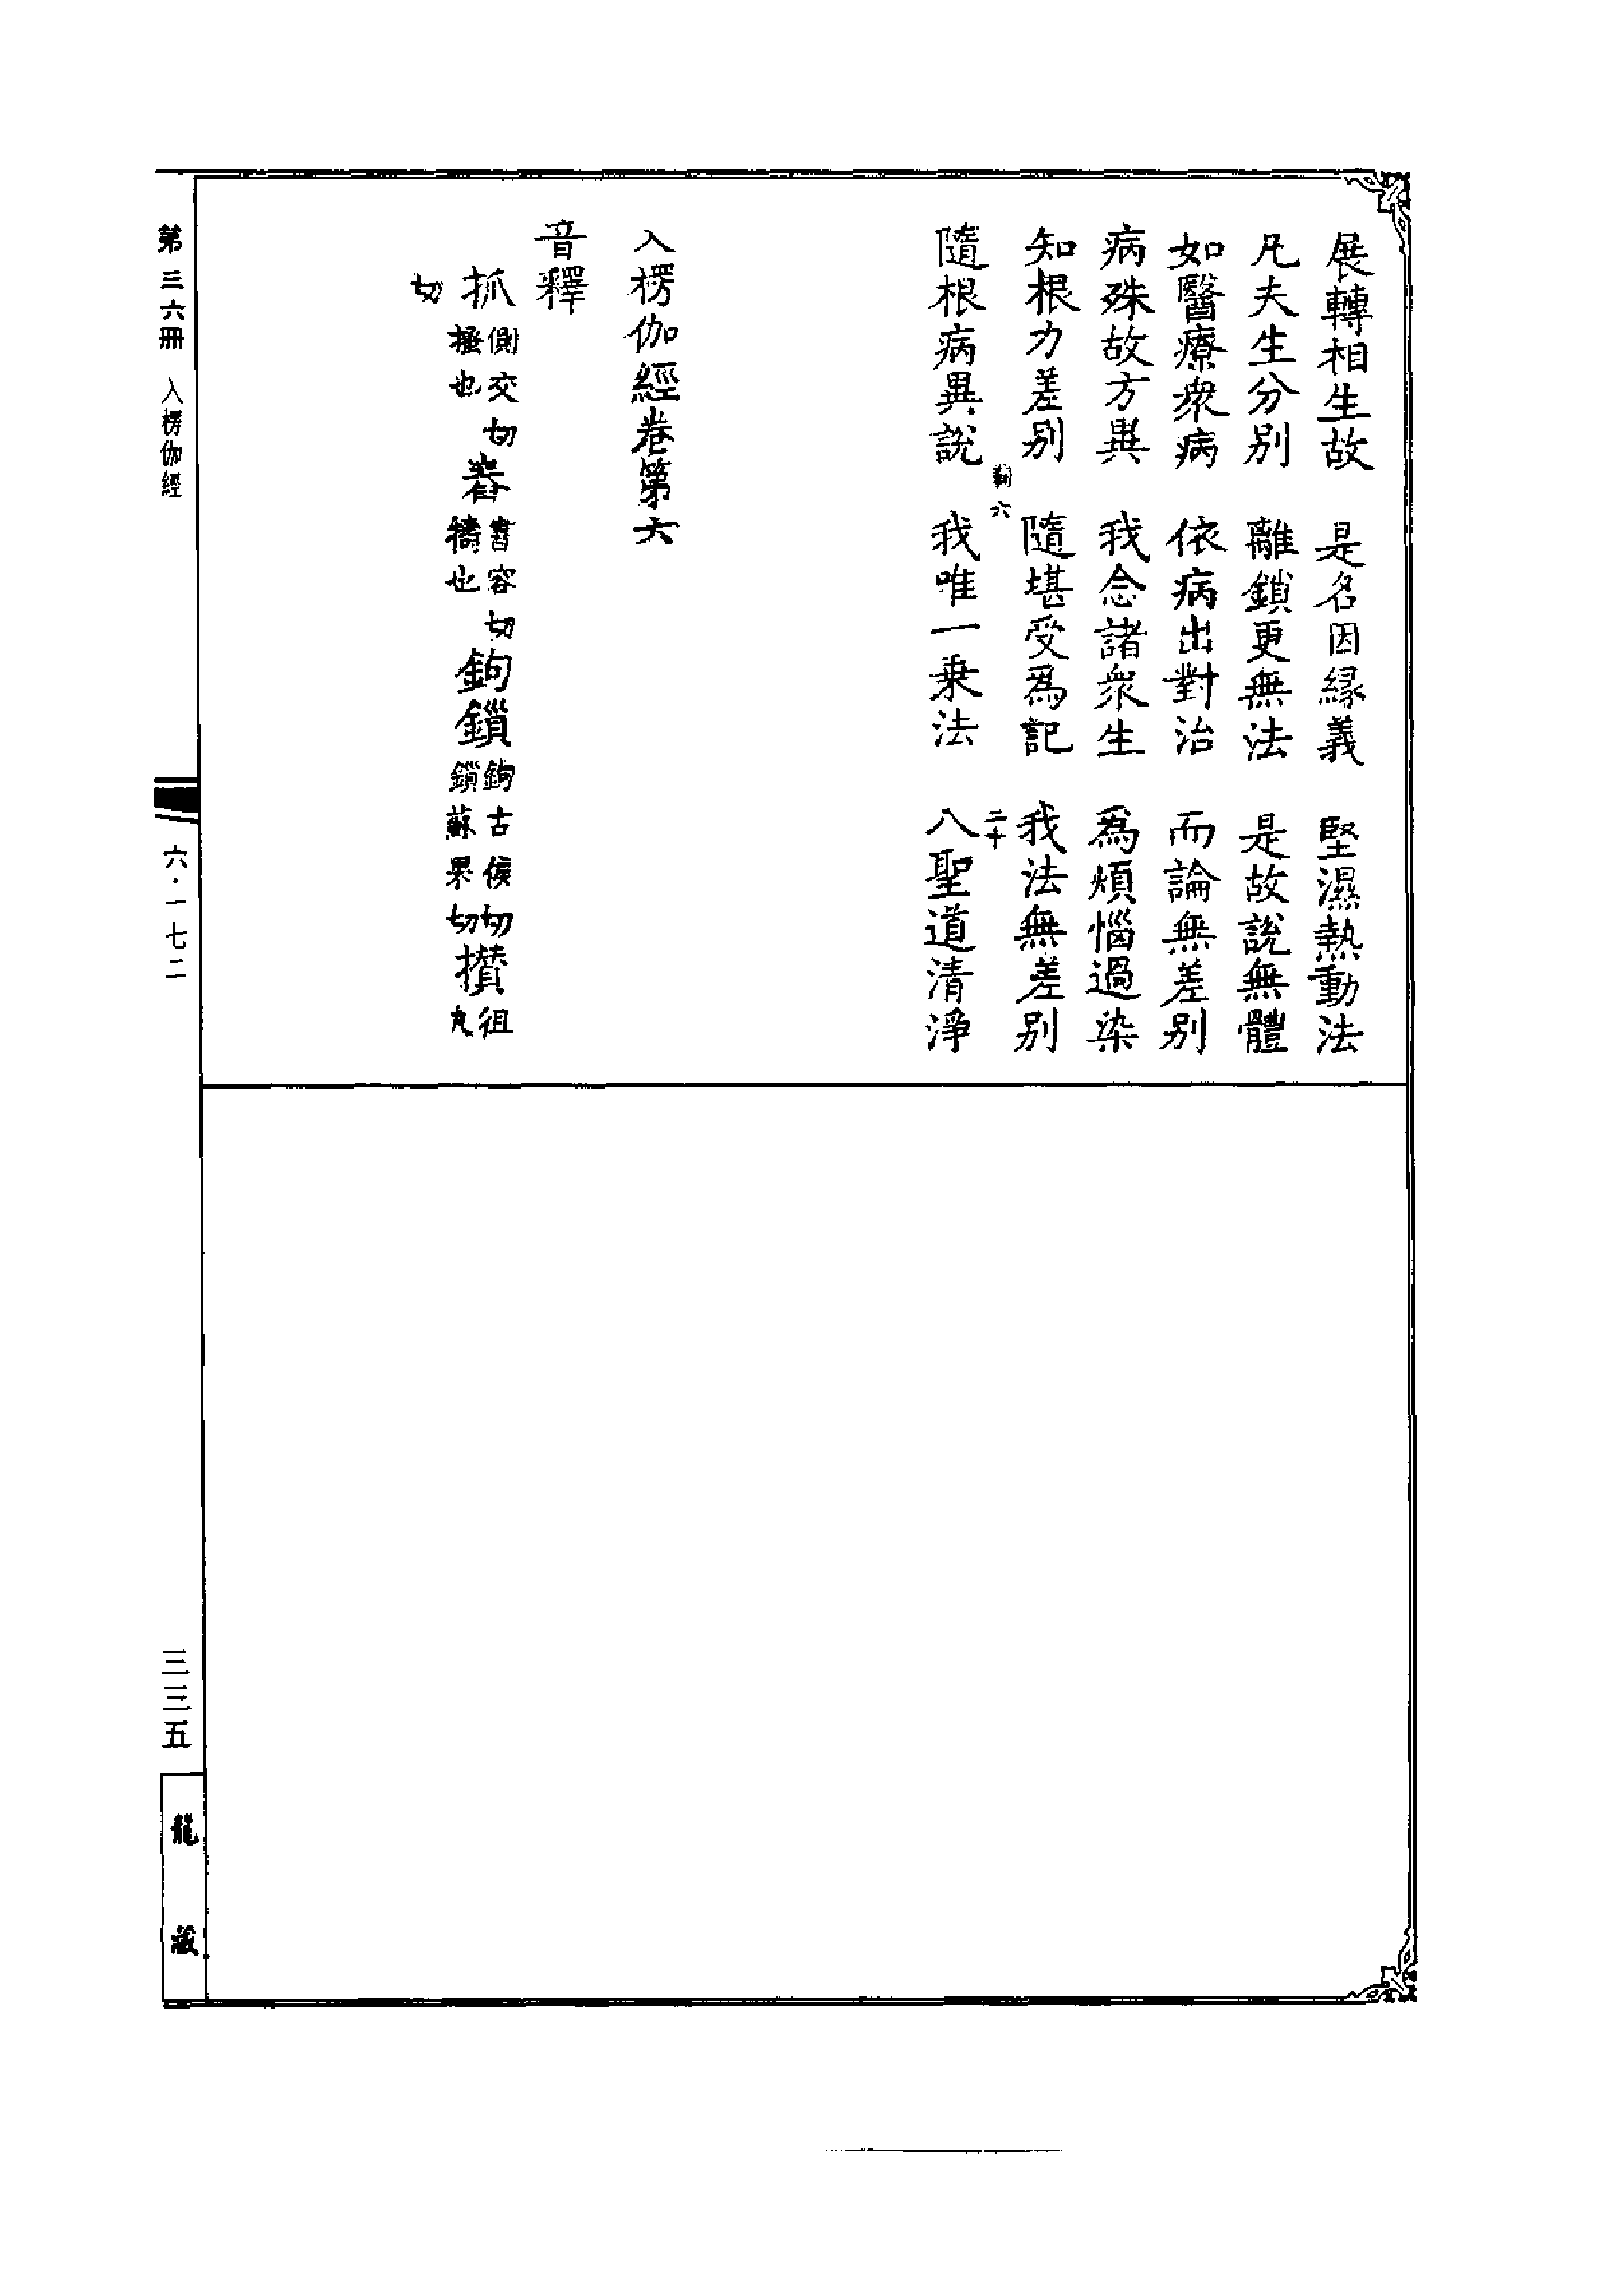 展轉相生故　是名因緣義　堅濕熱動法
凡夫生分別　離鎖更無法　是故說無體
如醫療衆病　依病出對治　而論無差別
病殊故方異　我念諸衆生　爲煩惱過染
知根力差別　隨堪受爲記　我法無差別
六　二十
隨根病異說　我唯一乗法　八聖道清淨
入楞伽經卷第六
音釋
抓側交切搔也舂書容切擣也鉤鎖鉤古侯切鎖蘇果切攅徂丸
切
第三六冊　入楞伽經　六·一七二　三三五　龍藏